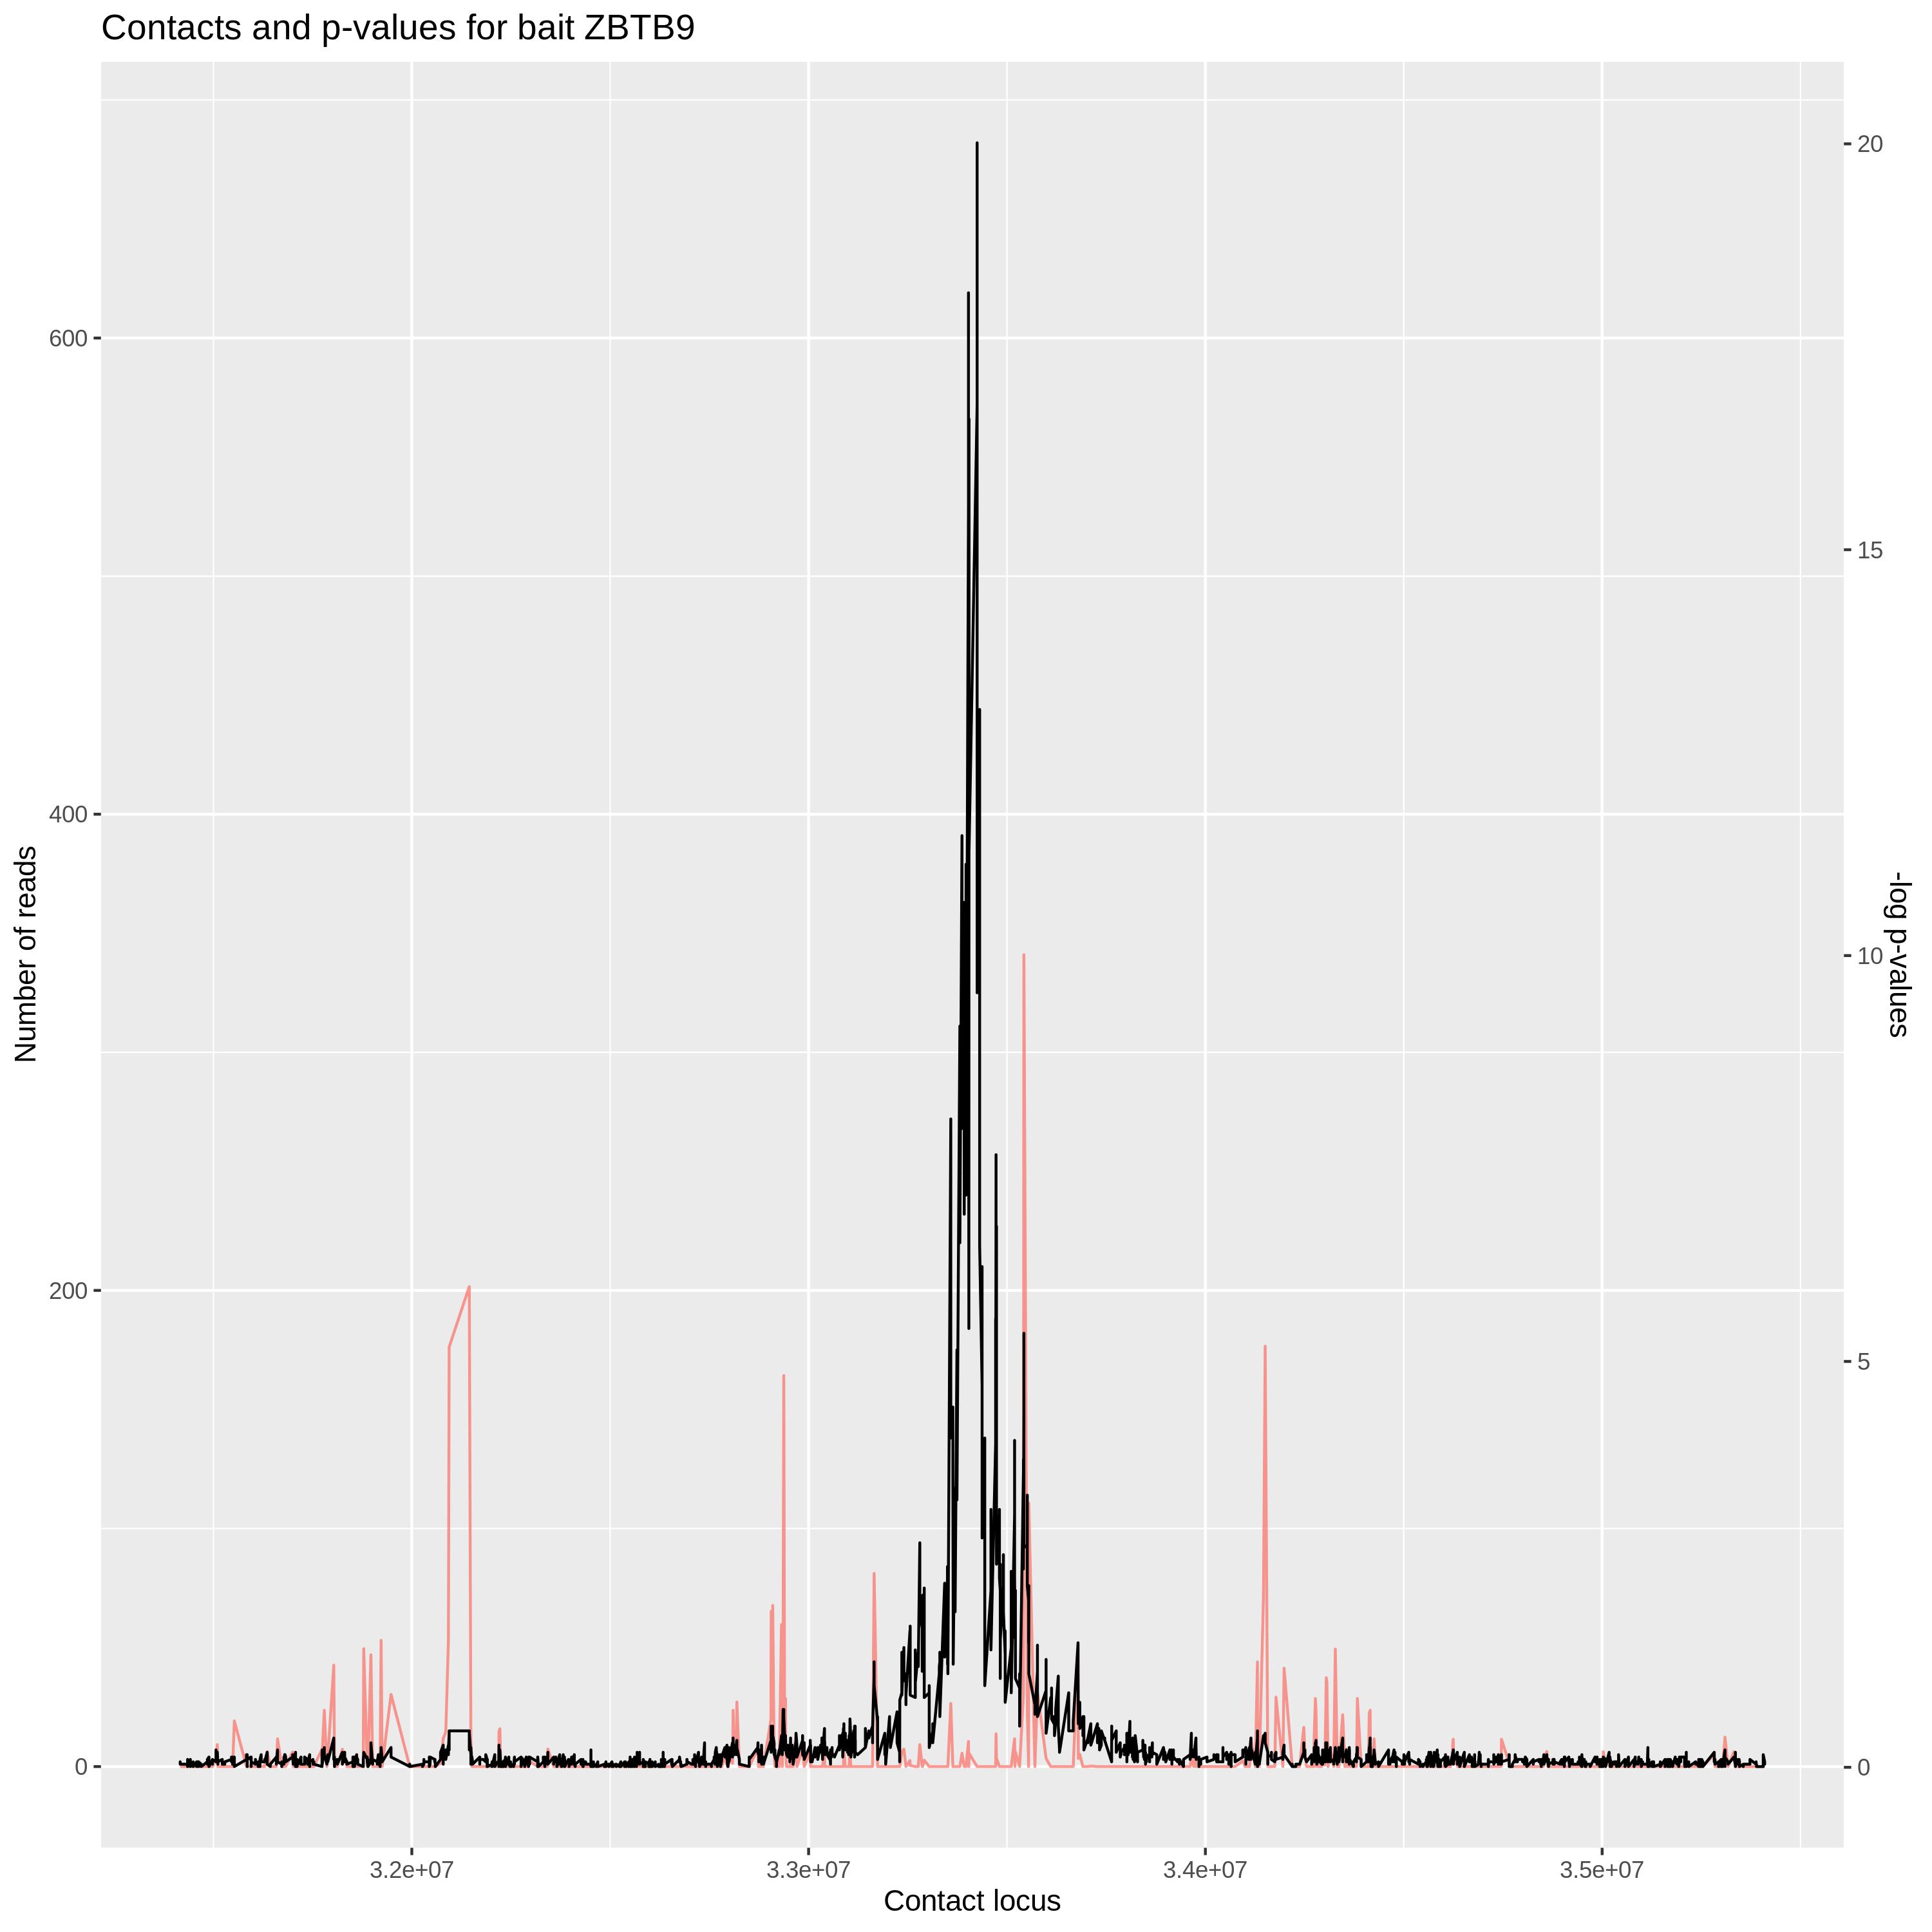 Contacts and p-values for bait ZBTB9
600
400
200
0
20
15
10
5
0
Number of reads
-log p-values
3.2e+07
3.3e+07
3.4e+07
3.5e+07
Contact locus